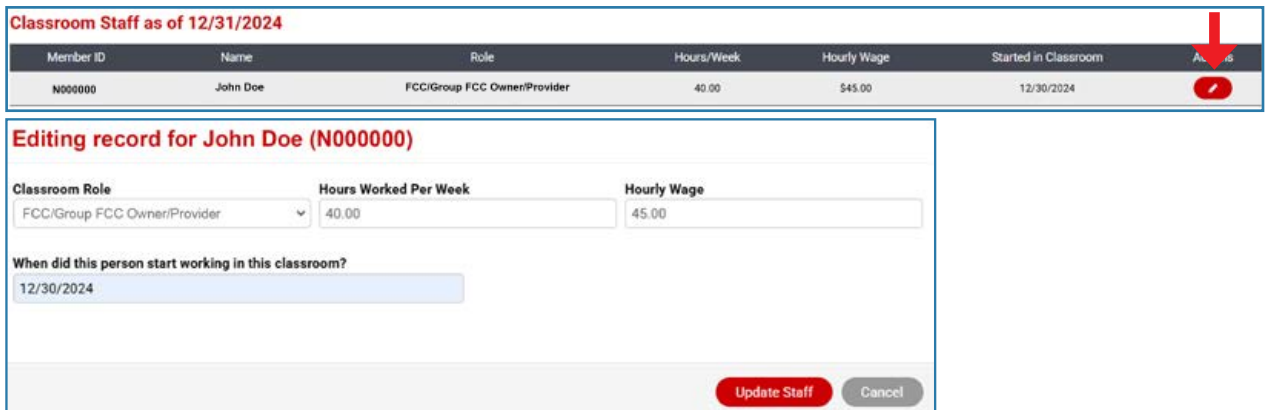 Classroom Staff as of 12/31/2024
Member ID Name Role Hours/Week Hourly Wage Started in Classroom
N000000 John Doe FCC/Group FCC Owner/Provider 40.00 $45.00 12/30/2024
Editing record for John Doe (N000000)
Classroom Role Hours Worked Per Week Hourly Wage
FCC/Group FCC Owner/Provider 40.00 45.00
When did this person start working in this classroom?
12/30/2024
Update Staff Cancel